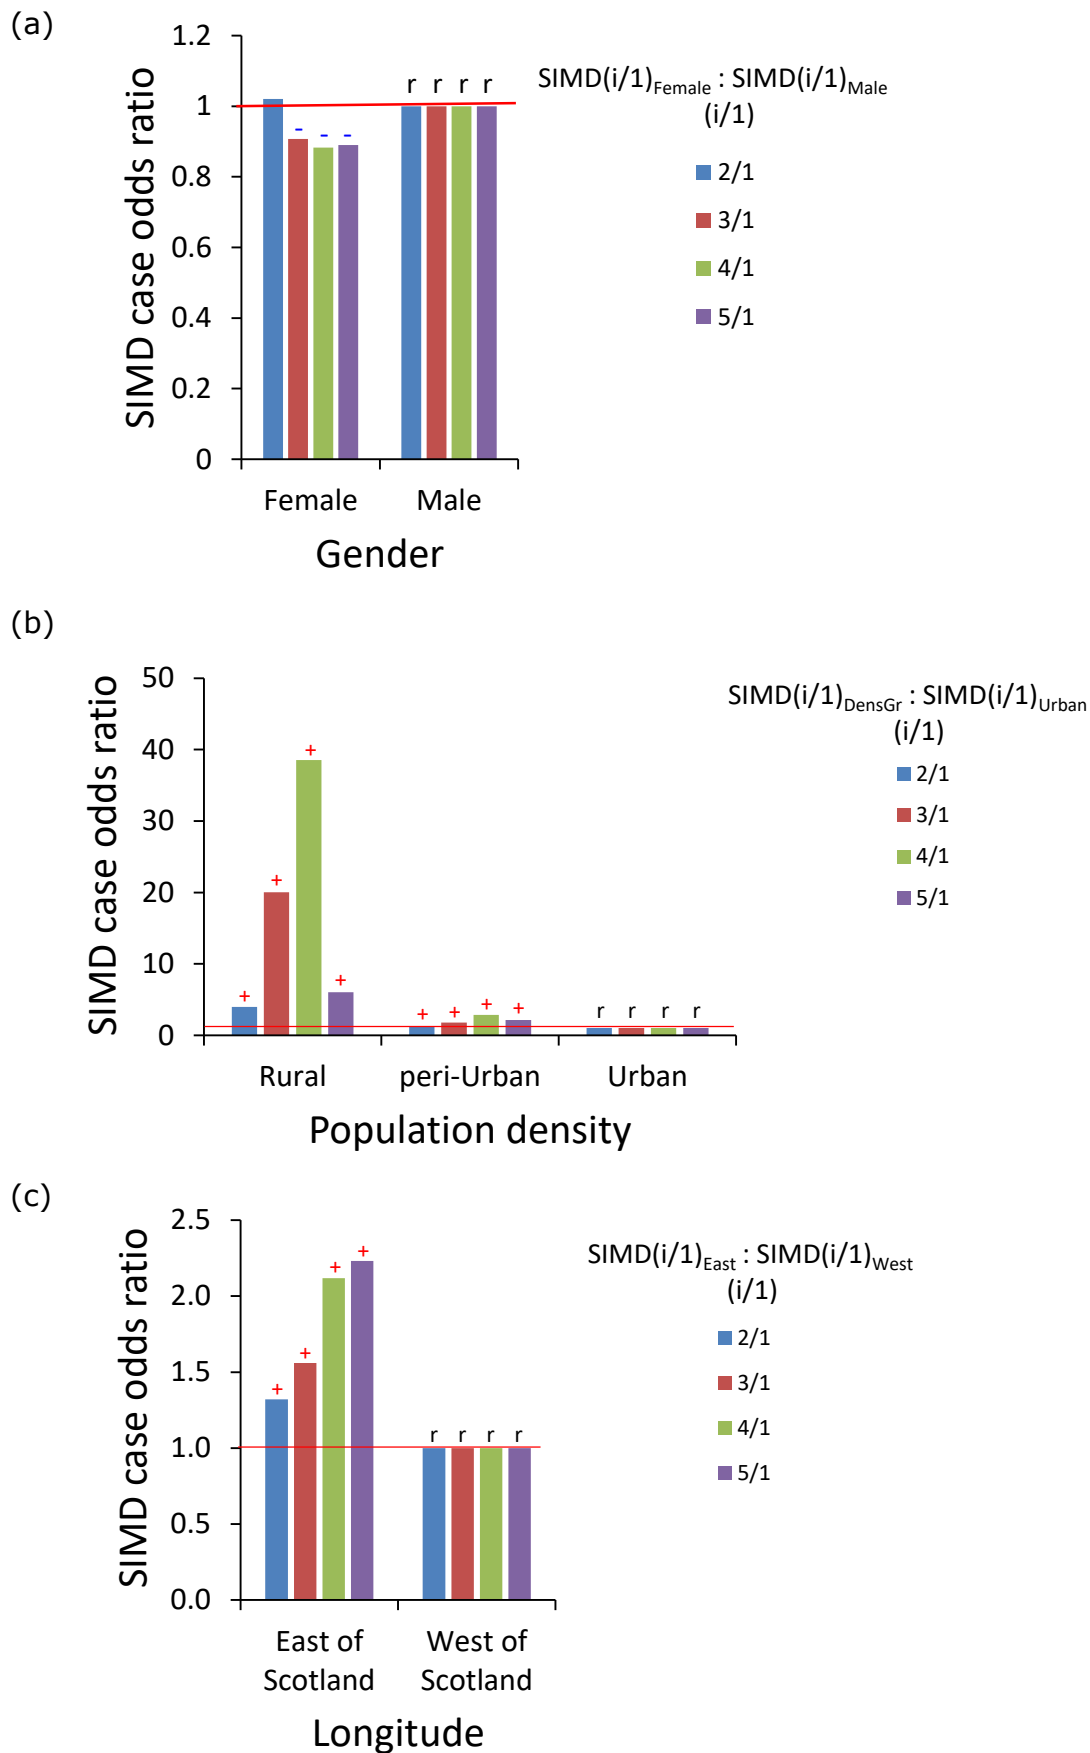 (a)
SIMD case odds ratio
1.2
1
0.8
0.6
0.4
0.2
0
- - -
r r r r
Female Male
Gender
SIMD(i/1)Female : SIMD(i/1)Male
(i/1)
2/1
3/1
4/1
5/1
(b)
SIMD case odds ratio
50
40
30
20
10
0
+ + + +
+ + + +
r r r r
Rural peri-Urban Urban
Population density
SIMD(i/1)DensGr : SIMD(i/1)Urban
(i/1)
2/1
3/1
4/1
5/1
(c)
SIMD case odds ratio
2.5
2.0
1.5
1.0
0.5
0.0
+ + + +
r r r r
East of West of
Scotland Scotland
Longitude
SIMD(i/1)East : SIMD(i/1)West
(i/1)
2/1
3/1
4/1
5/1